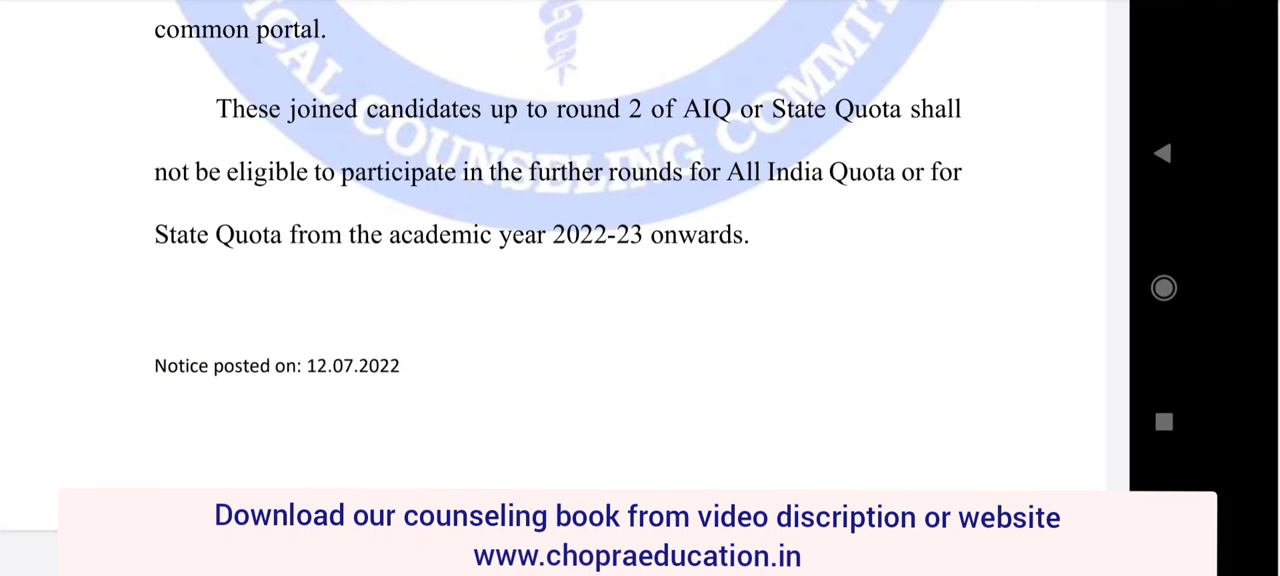 common portal.
These joined candidates up to round 2 of AIQ or State Quota shall
not be eligible to participate in the further rounds for All India Quota or for
State Quota from the academic year 2022-23 onwards.
ICAL COUNSELING COMMIT
Notice posted on: 12.07.2022
Download our counseling book from video discription or website
www.chopraeducation.in